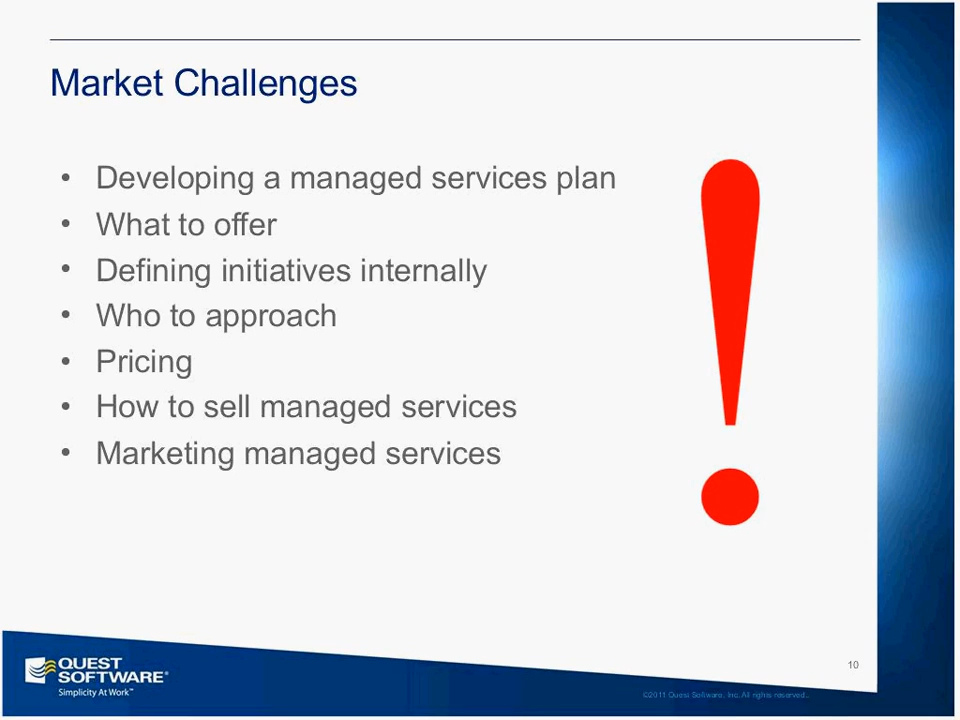 Market Challenges
• Developing a managed services plan
• What to offer
• Defining initiatives internally
• Who to approach
• Pricing
• How to sell managed services
• Marketing managed services
!
10
QUEST
SOFTWARE®
Simplicity At Work™
©2011 Quest Software, Inc. All rights reserved..